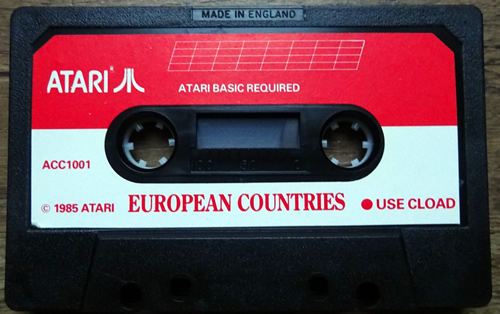 MADE IN ENGLAND
ATARI®
ATARI BASIC REQUIRED
ACC1001
© 1985 ATARI EUROPEAN COUNTRIES ● USE CLOAD